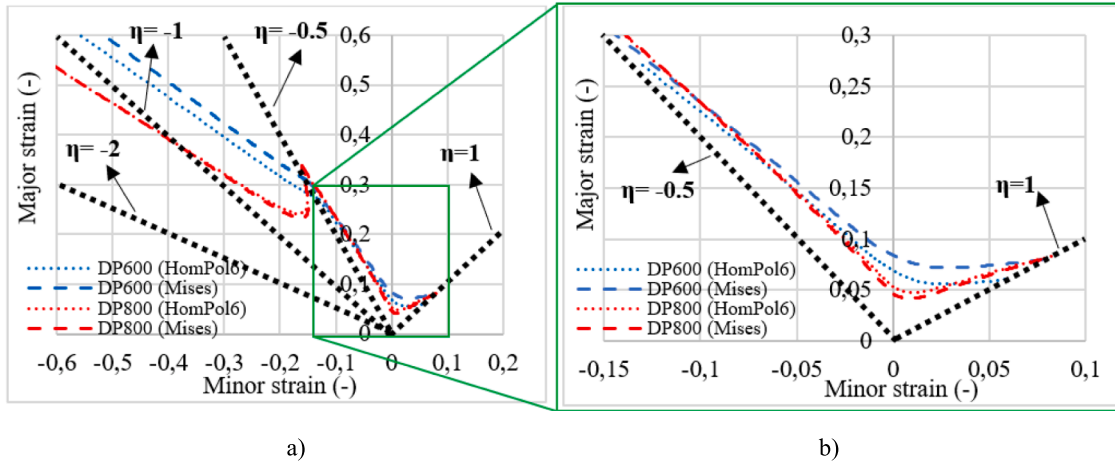 η= -1
η= -0.5
0,6
0,5
0,4
0,3
0,2
0,1
0
η= -2
η=1
Major strain (-)
DP600 (HomPol6)
DP600 (Mises)
DP800 (HomPol6)
DP800 (Mises)
-0,6 -0,5 -0,4 -0,3 -0,2 -0,1 0 0,1 0,2
Minor strain (-)
a)
0,3
0,25
0,2
0,15
0,1
0,05
0
η= -0.5
η=1
Major strain (-)
DP600 (HomPol6)
DP600 (Mises)
DP800 (HomPol6)
DP800 (Mises)
-0,15 -0,1 -0,05 0 0,05 0,1
Minor strain (-)
b)